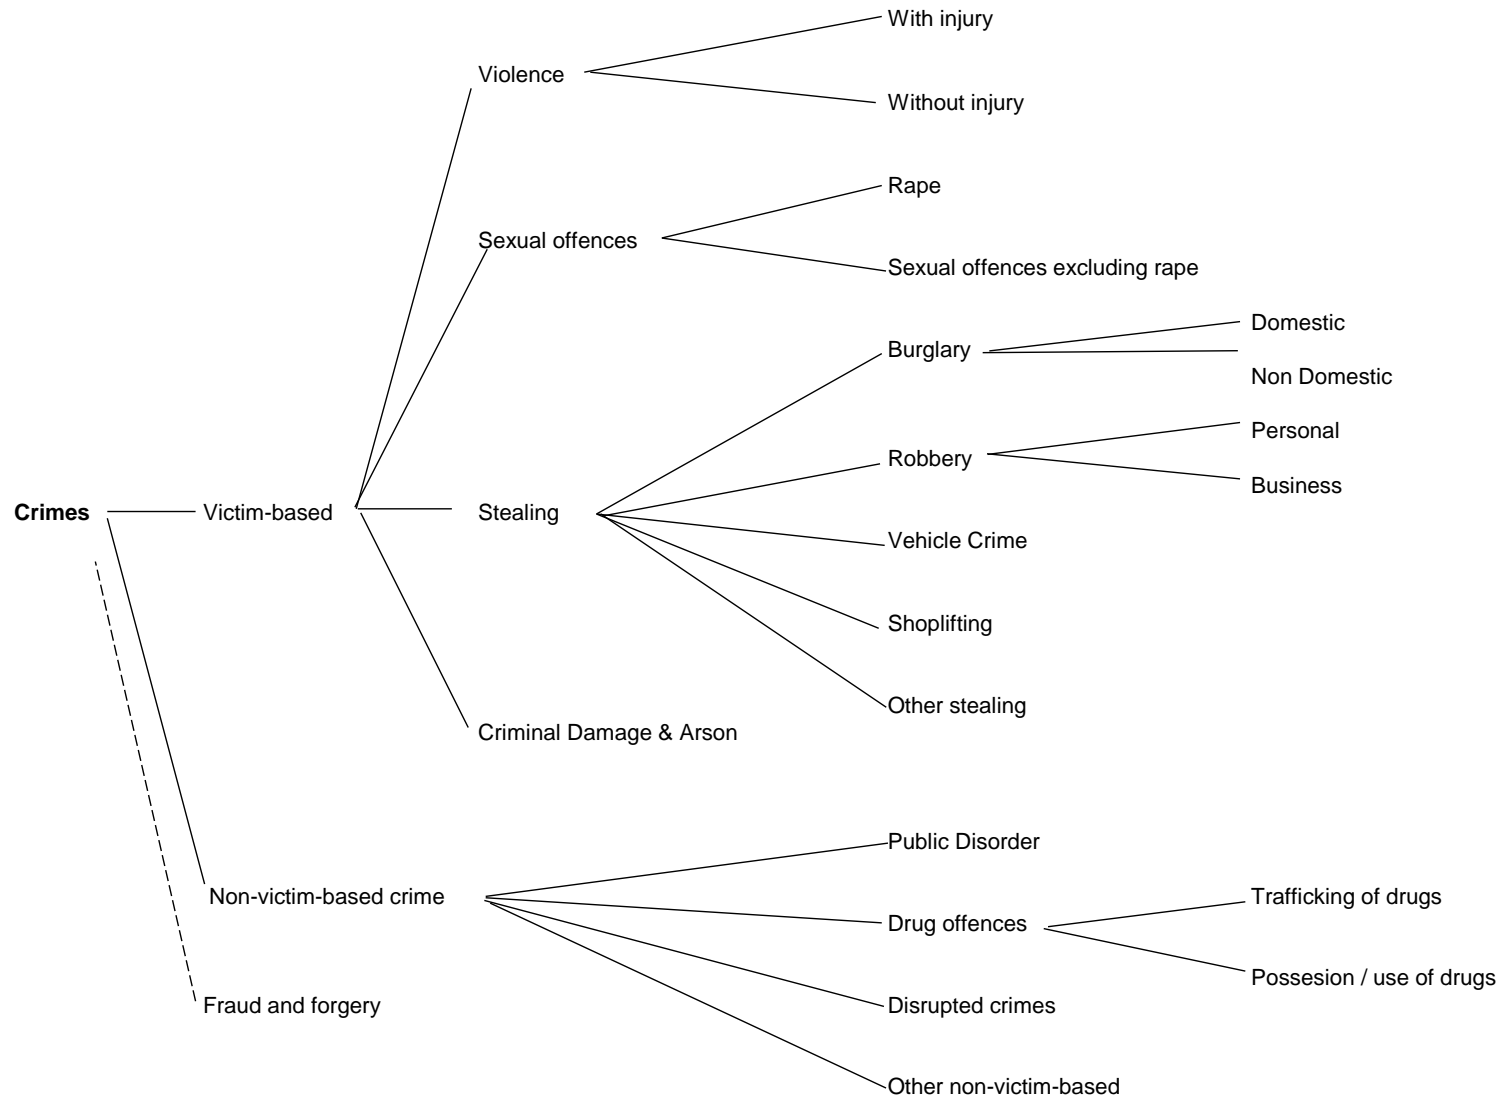 With injury
Violence
Without injury
Rape
Sexual offences
Sexual offences excluding rape
Domestic
Burglary
Non Domestic
Personal
Robbery
Business
Crimes
Victim-based
Stealing
Vehicle Crime
Shoplifting
Other stealing
Criminal Damage & Arson
Public Disorder
Non-victim-based crime
Trafficking of drugs
Drug offences
Possesion / use of drugs
Fraud and forgery
Disrupted crimes
Other non-victim-based